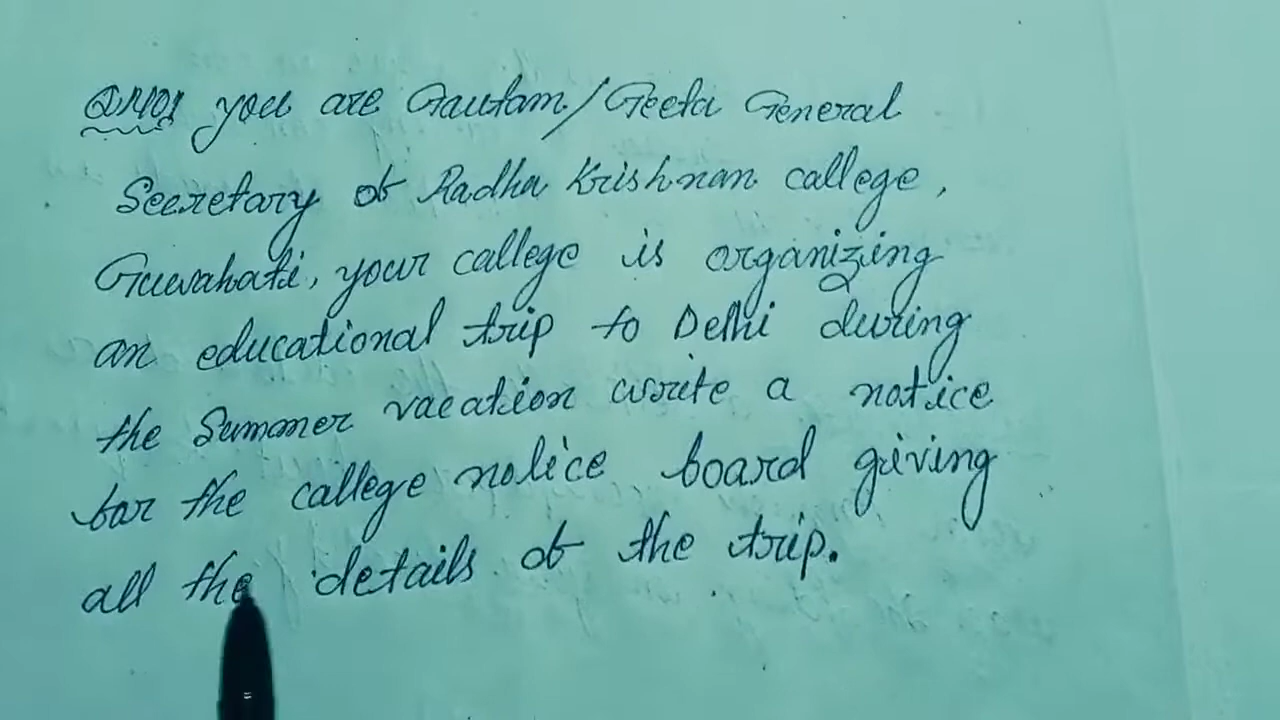 you are Gautam/Geeta General
Secretary of Radha Krishnan callege,
Guwahati, your callege is organizing
an educational trip to Delhi during
the Summer vacation write a notice
for the callege notice board giving
all the details of the trip.